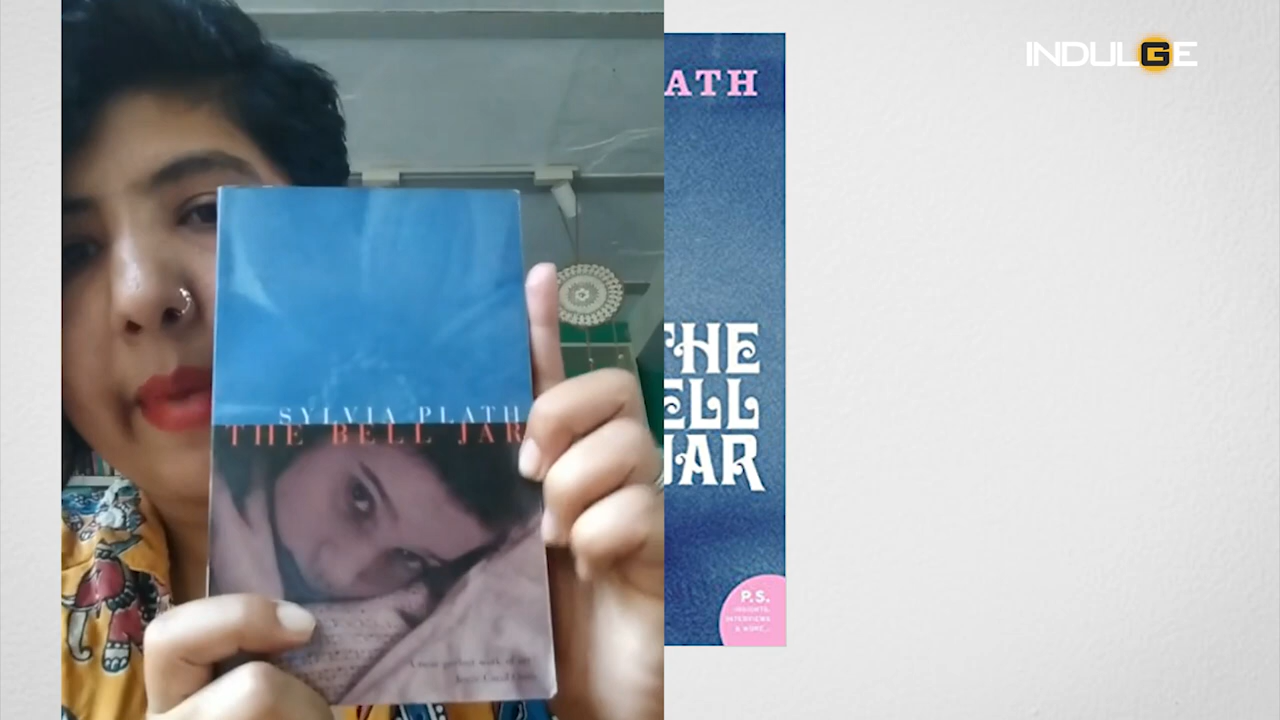 INDULGE
SYLVIA PLATH
THE BELL JAR
ATH
THE
ELL
JAR
P.S.
INSIGHTS,
INTERVIEWS
& MORE...